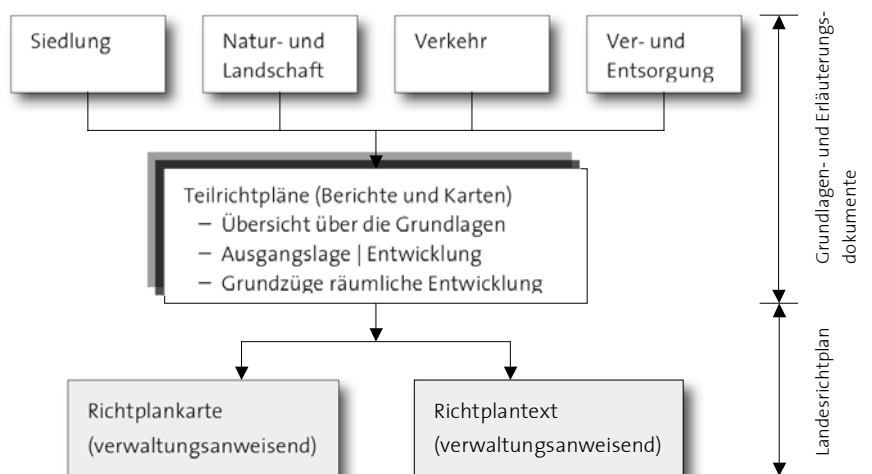 Siedlung
Natur- und
Landschaft
Verkehr
Ver- und
Entsorgung
Grundlagen- und Erläuterungs-
dokumente
Teilrichtpläne (Berichte und Karten)
– Übersicht über die Grundlagen
– Ausgangslage | Entwicklung
– Grundzüge räumliche Entwicklung
Landesrichtplan
Richtplankarte
(verwaltungsanweisend)
Richtplantext
(verwaltungsanweisend)